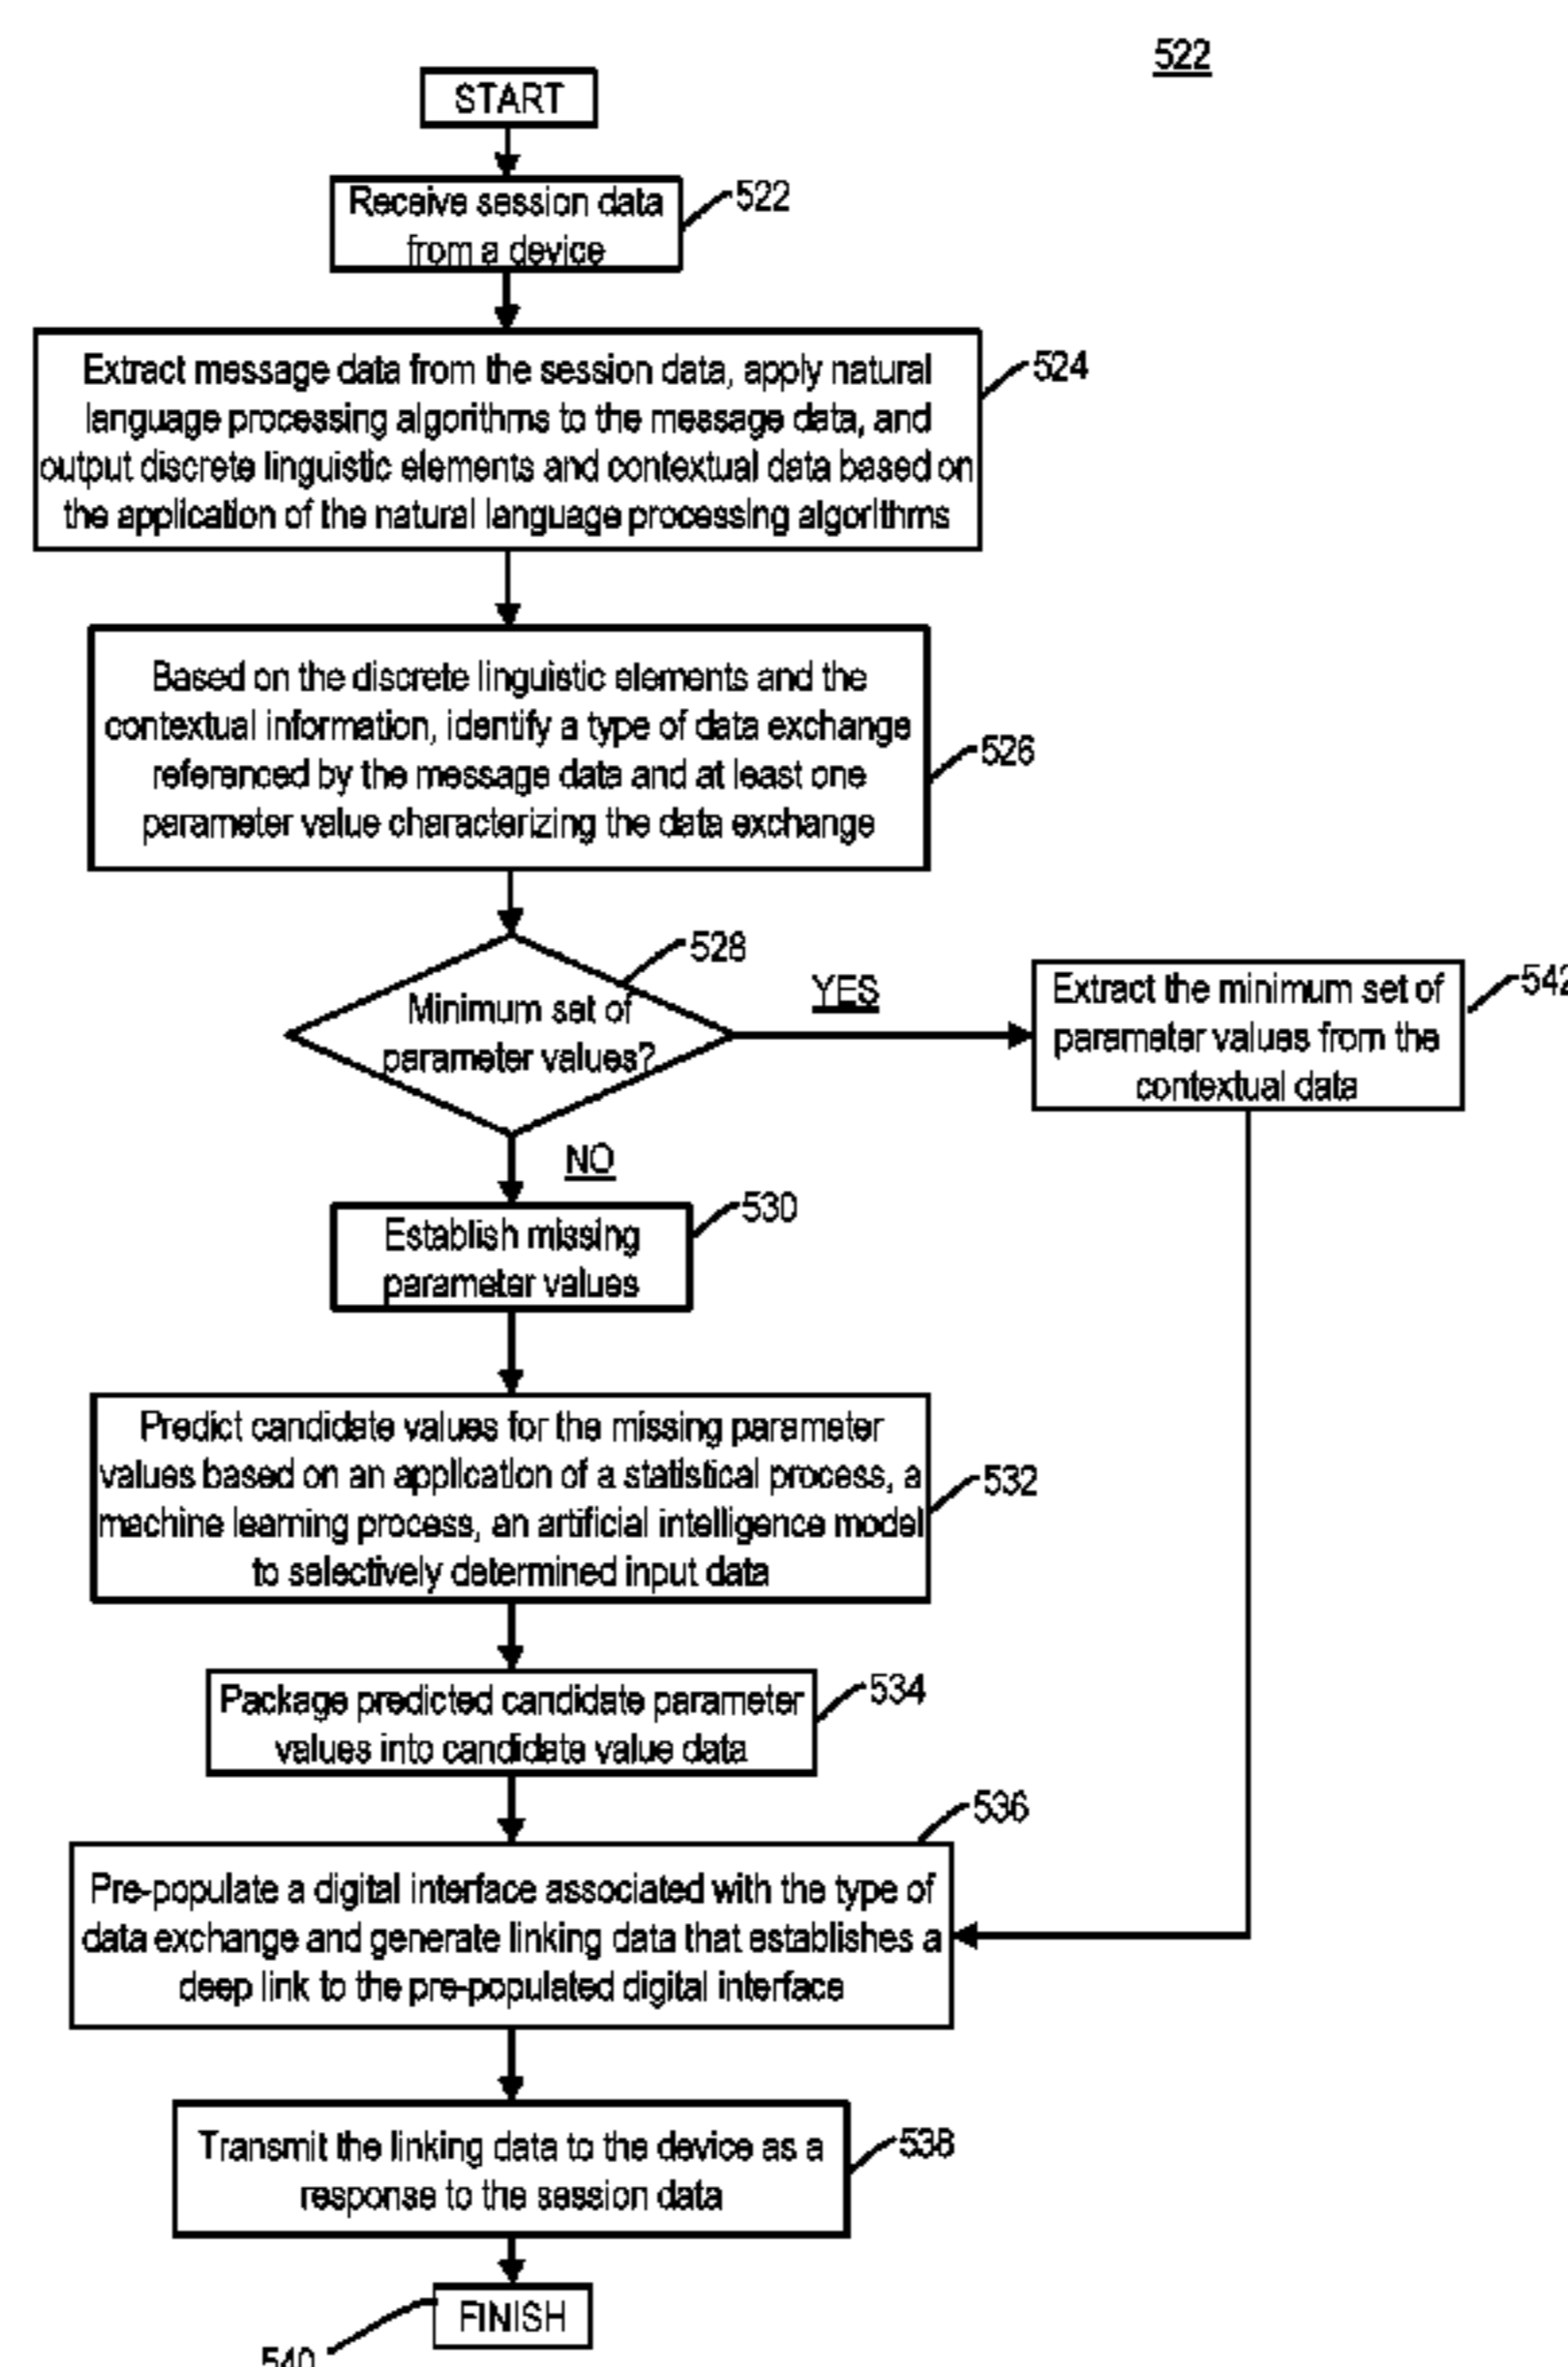 522
START
Receive session data
from a device
522
Extract message data from the session data, apply natural
language processing algorithms to the message data, and
output discrete linguistic elements and contextual data based on
the application of the natural language processing algorithms
524
Based on the discrete linguistic elements and the
contextual information, identify a type of data exchange
referenced by the message data and at least one
parameter value characterizing the data exchange
526
528
Minimum set of
parameter values?
YES
Extract the minimum set of
parameter values from the
contextual data
542
NO
530
Establish missing
parameter values
Predict candidate values for the missing parameter
values based on an application of a statistical process, a
machine learning process, an artificial intelligence model
to selectively determined input data
532
Package predicted candidate parameter
values into candidate value data
534
536
Pre-populate a digital interface associated with the type of
data exchange and generate linking data that establishes a
deep link to the pre-populated digital interface
Transmit the linking data to the device as a
response to the session data
538
FINISH
540